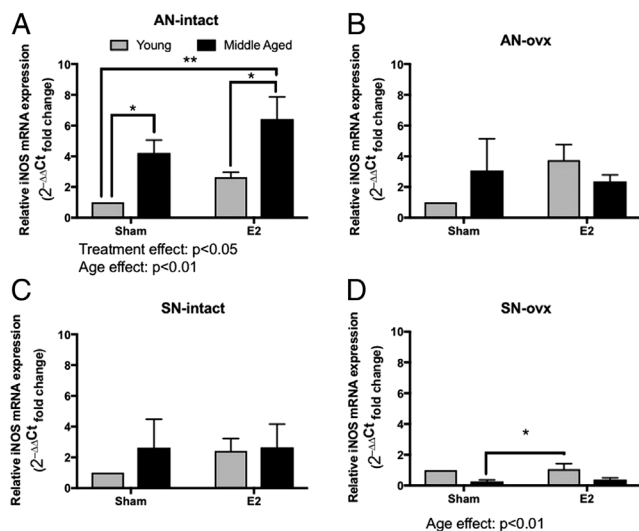 A
AN-intact
Young
Middle Aged
Relative iNOS mRNA expression
(2−ΔΔCt fold change)
10
8
6
4
2
0
**
*
*
Sham
E2
Treatment effect: p<0.05
Age effect: p<0.01
B
AN-ovx
Relative iNOS mRNA expression
(2−ΔΔCt fold change)
10
8
6
4
2
0
Sham
E2
C
SN-intact
Relative iNOS mRNA expression
(2−ΔΔCt fold change)
10
8
6
4
2
0
Sham
E2
D
SN-ovx
Relative iNOS mRNA expression
(2−ΔΔCt fold change)
10
8
6
4
2
0
*
Sham
E2
Age effect: p<0.01